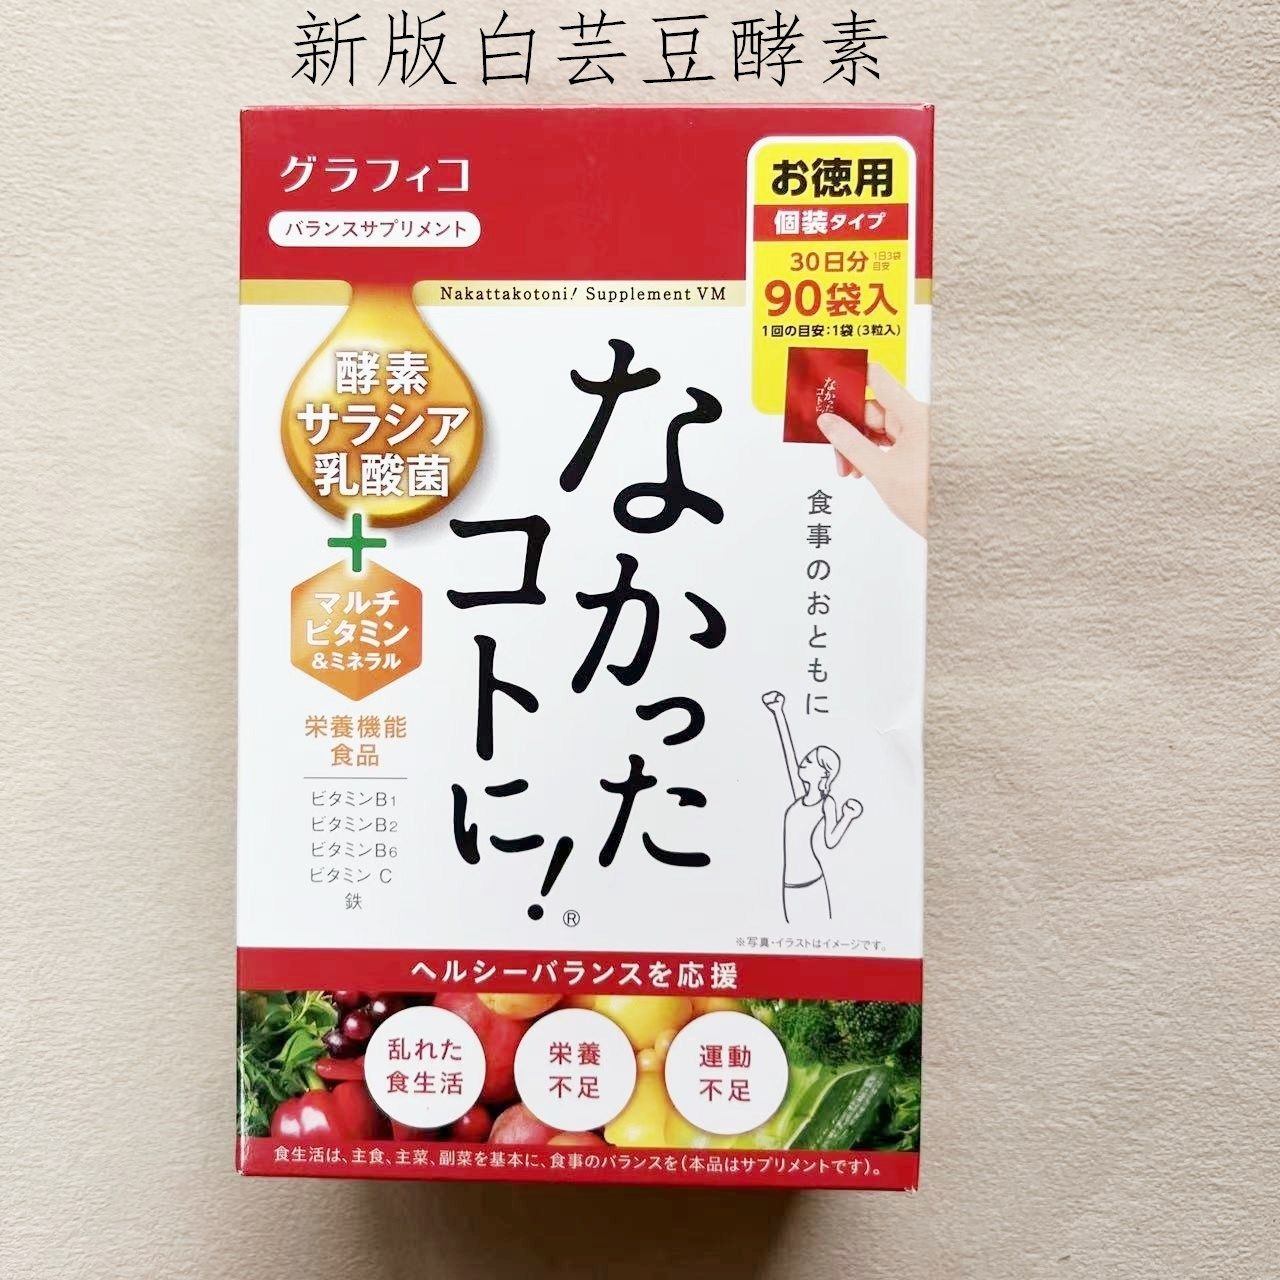 新版白芸豆酵素
グラフィコ
バランスサプリメント
お徳用
個装タイプ
30日分
1日3袋
目安
90袋入
1回の目安:1袋(3粒入)
Nakattakotoni! Supplement VM
酵素
サラシア
乳酸菌
+
マルチ
ビタミン
&ミネラル
栄養機能
食品
ビタミンB1
ビタミンB2
ビタミンB6
ビタミン C
鉄
なかった
コトに!®
なかった
コトに!
食事のおともに
※写真・イラストはイメージです。
ヘルシーバランスを応援
乱れた
食生活
栄養
不足
運動
不足
食生活は、主食、主菜、副菜を基本に、食事のバランスを(本品はサプリメントです)。